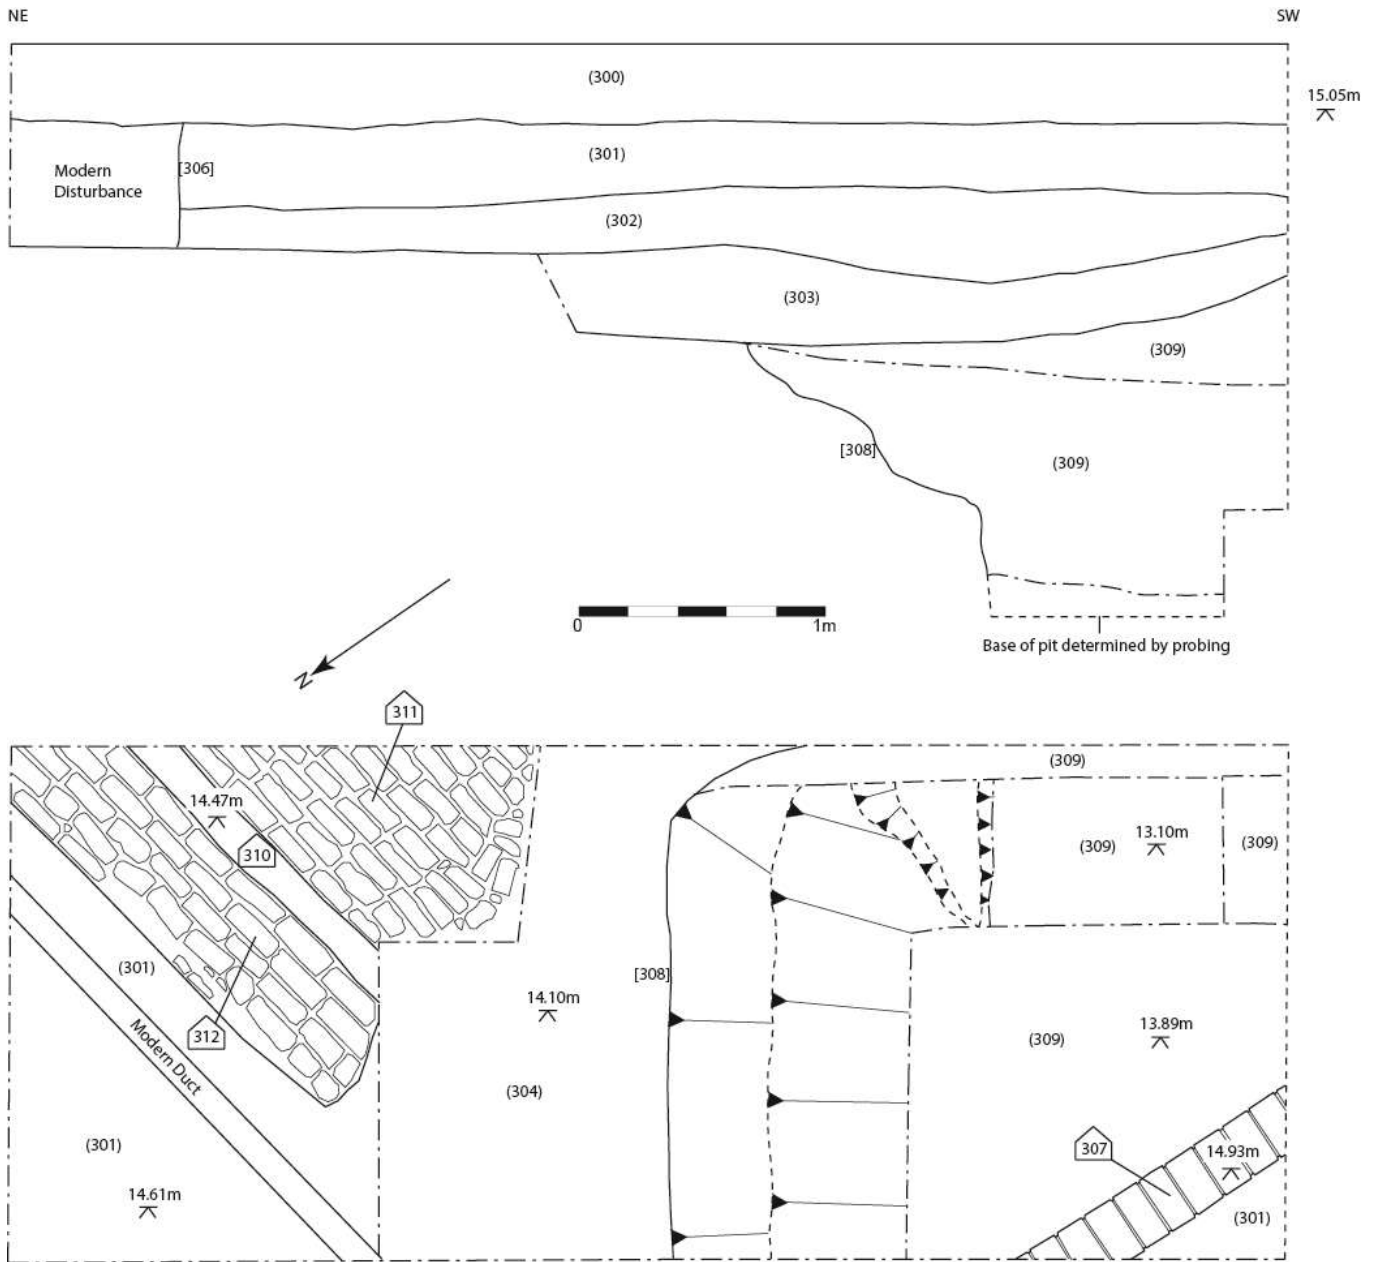 NE
SW
(300)
15.05m
(301)
Modern
Disturbance
[306]
(302)
(303)
(309)
[308]
(309)
0
1m
Base of pit determined by probing
N
311
(309)
14.47m
310
(309)
13.10m
(309)
(301)
[308]
14.10m
312
Modern Duct
(309)
13.89m
(304)
(301)
307
14.93m
14.61m
(301)